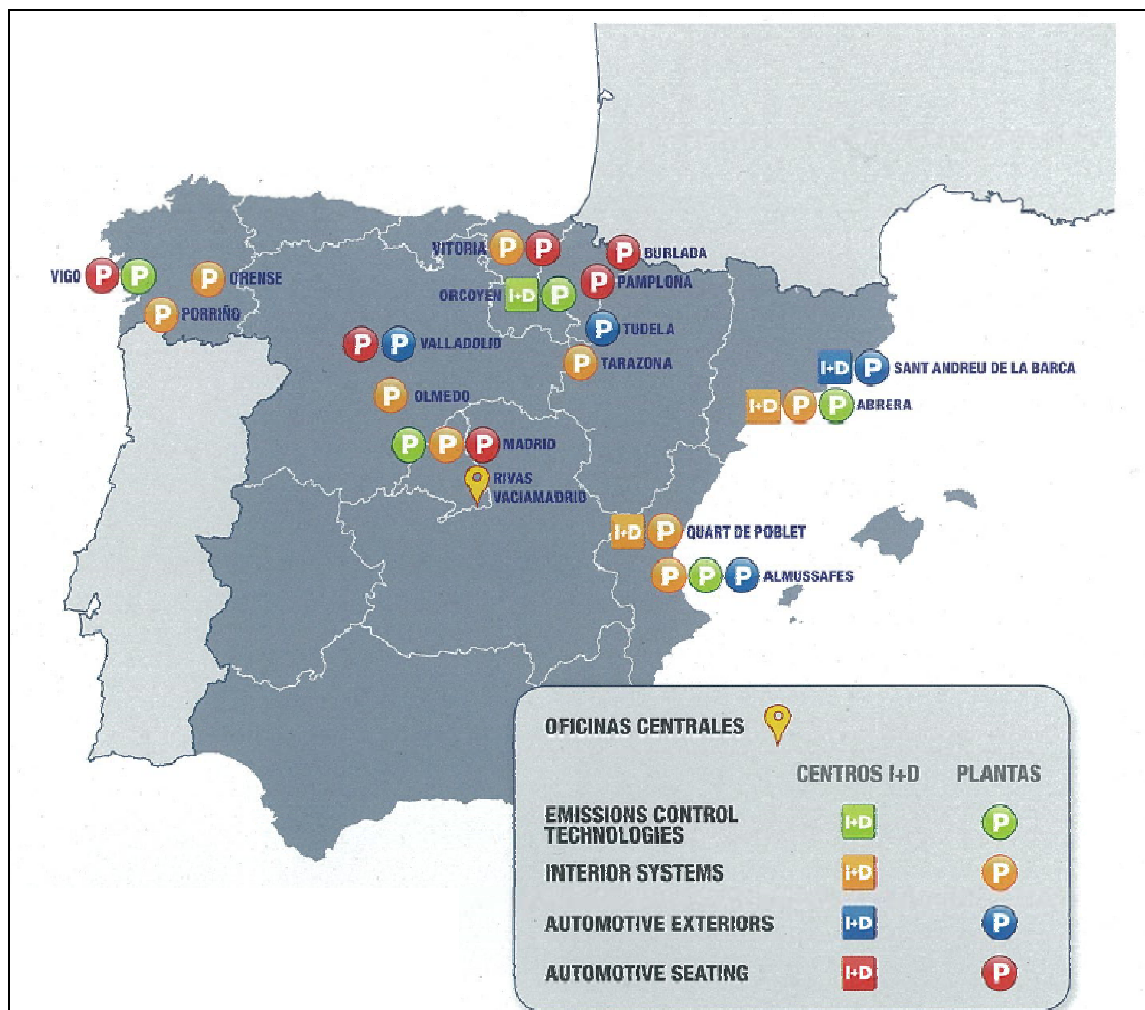 VITORIA P P
P BURLADA
VIGO P P
P ORENSE
ORCOYEN I+D P
P PAMPLONA
P PORRIÑO
P TUDELA
P P VALLADOLID
P TARAZONA
I+D P SANT ANDREU DE LA BARCA
P OLMEDO
I+D P P ABRERA
P P P MADRID
RIVAS
VACIAMADRID
I+D P QUART DE POBLET
P P P ALMUSSAFES
OFICINAS CENTRALES
CENTROS I+D PLANTAS
EMISSIONS CONTROL
TECHNOLOGIES I+D P
INTERIOR SYSTEMS I+D P
AUTOMOTIVE EXTERIORS I+D P
AUTOMOTIVE SEATING I+D P